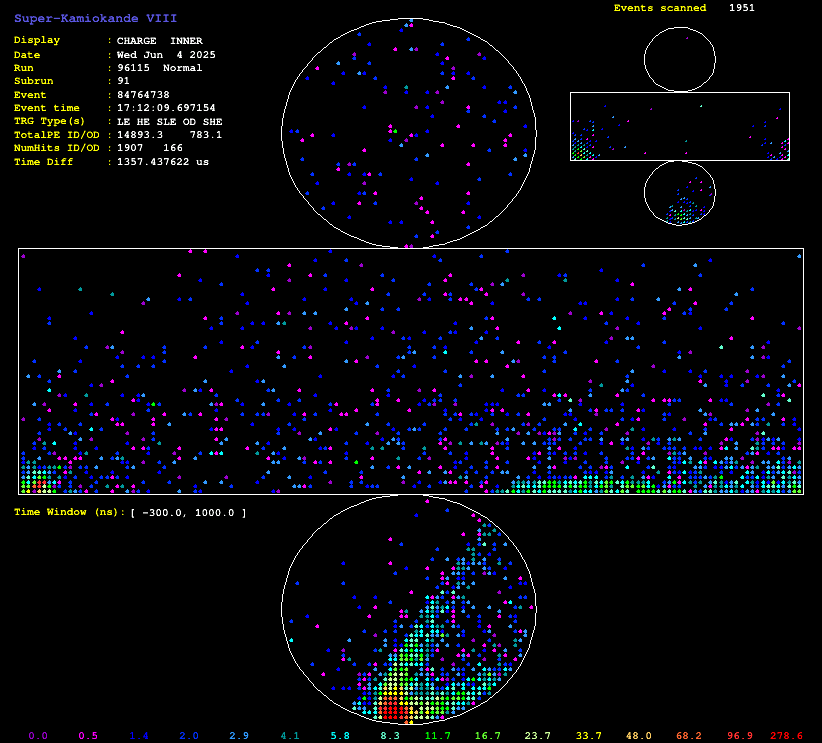 Super-Kamiokande VIII
Events scanned 1951
Display : CHARGE INNER
Date : Wed Jun 4 2025
Run : 96115 Normal
Subrun : 91
Event : 84764738
Event time : 17:12:09.697154
TRG Type(s) : LE HE SLE OD SHE
TotalPE ID/OD : 14893.3 783.1
NumHits ID/OD : 1907 166
Time Diff : 1357.437622 us
Time Window (ns): [ -300.0, 1000.0 ]
0.0 0.5 1.4 2.0 2.9 4.1 5.8 8.3 11.7 16.7 23.7 33.7 48.0 68.2 96.9 278.6